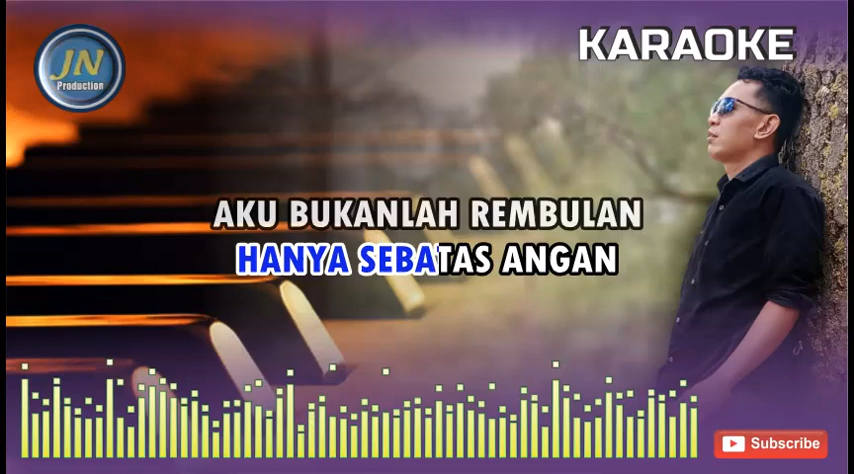 JN
Production
KARAOKE
AKU BUKANLAH REMBULAN
HANYA SEBATAS ANGAN
Subscribe